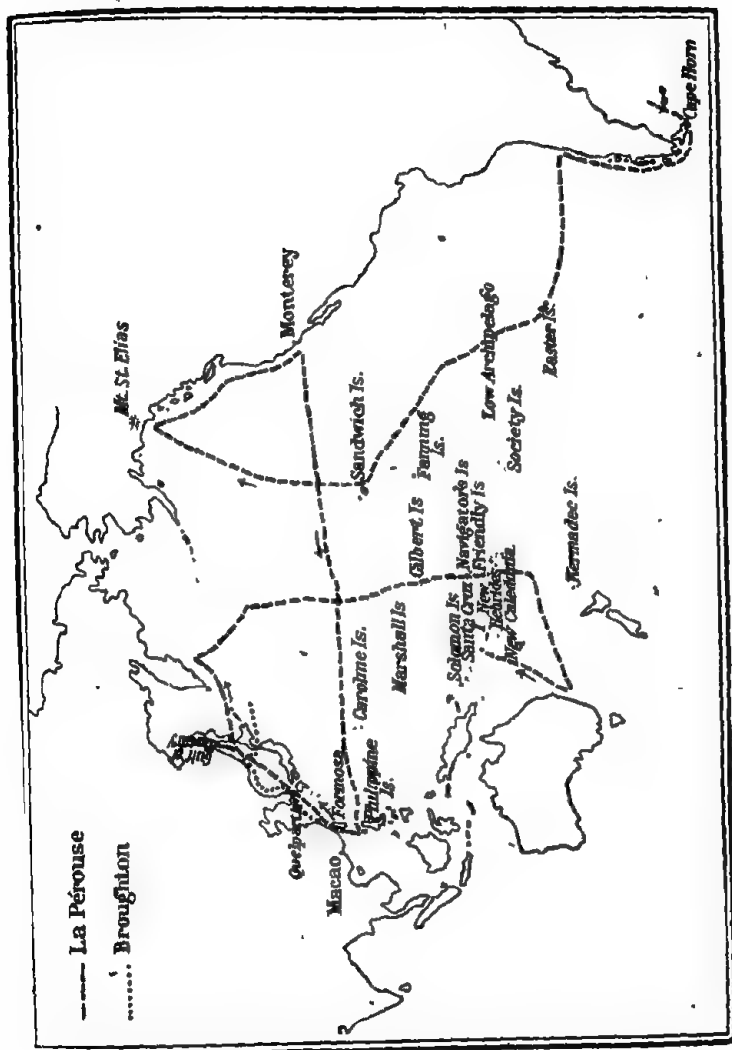 La Pérouse
Broughton
Mt. St. Elias
Monterey
Quelpart
Macao
Formosa
Philippine
Is.
Caroline Is.
Marshall Is
Gilbert Is
Sandwich Is.
Fanning
Is.
Solomon Is
Santa Cruz
Navigators Is
New
Hebrides
Friendly Is
New Caledonia
Low Archipelago
Society Is.
Easter Is.
Kermadec Is.
Cape Horn